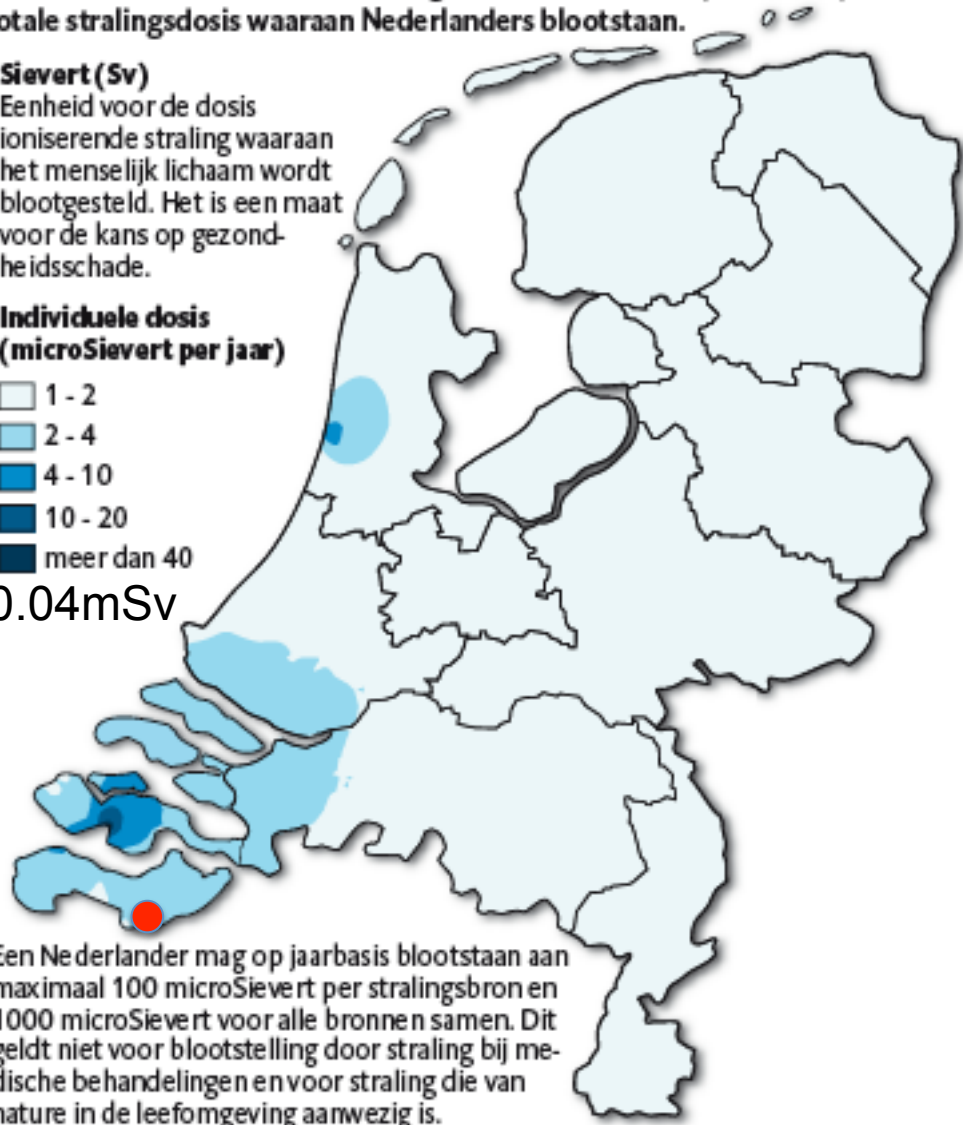 otale stralingsdosis waaraan Nederlanders blootstaan.
Sievert (Sv)
Eenheid voor de dosis
ioniserende straling waaraan
het menselijk lichaam wordt
blootgesteld. Het is een maat
voor de kans op gezond-
heidsschade.
Individuele dosis
(microSievert per jaar)
1 - 2
2 - 4
4 - 10
10 - 20
meer dan 40
0.04mSv
Een Nederlander mag op jaarbasis blootstaan aan
maximaal 100 microSievert per stralingsbron en
1000 microSievert voor alle bronnen samen. Dit
geldt niet voor blootstelling door straling bij me-
dische behandelingen en voor straling die van
nature in de leefomgeving aanwezig is.